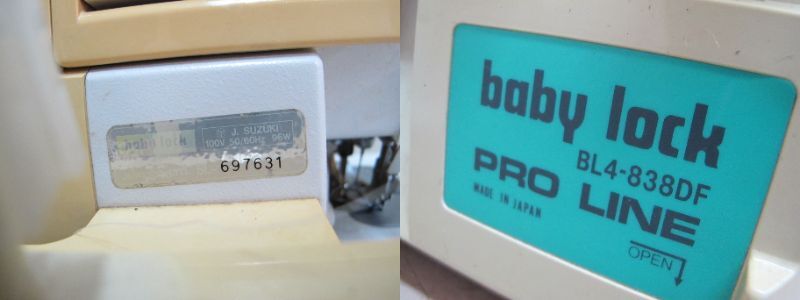 baby lock
J. SUZUKI
100V 50/60Hz 96W
697631
baby lock
BL4-838DF
PRO LINE
MADE IN JAPAN
OPEN